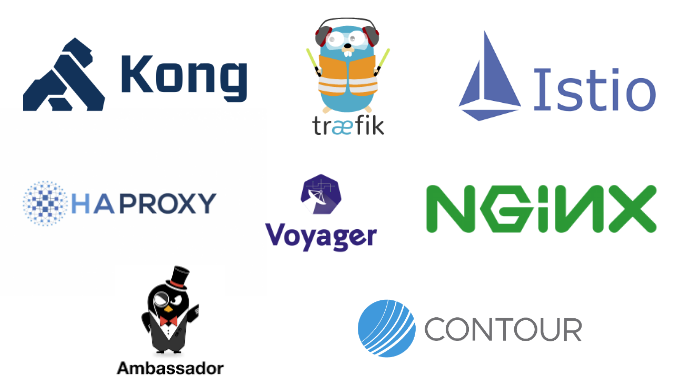 Kong
træfik
Istio
HAPROXY
Voyager
NGiNX
Ambassador
CONTOUR